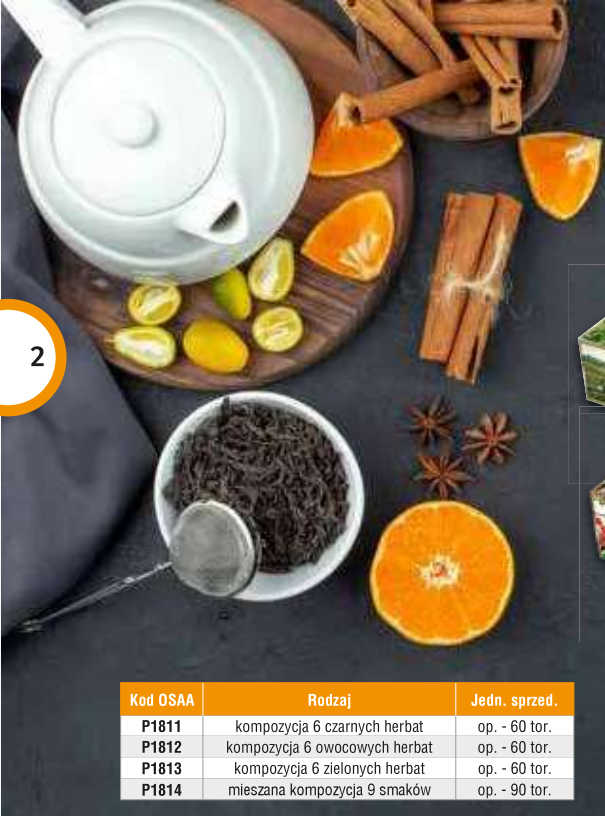 2
Kod OSAA Rodzaj Jedn. sprzed.
P1811 kompozycja 6 czarnych herbat op. - 60 tor.
P1812 kompozycja 6 owocowych herbat op. - 60 tor.
P1813 kompozycja 6 zielonych herbat op. - 60 tor.
P1814 mieszana kompozycja 9 smaków op. - 90 tor.